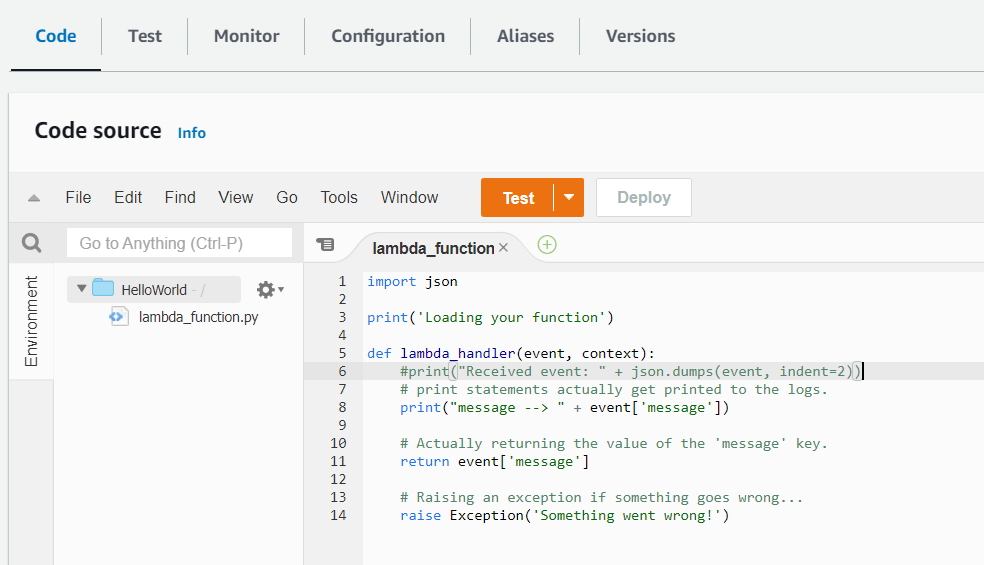 Code Test Monitor Configuration Aliases Versions
Code source Info
File Edit Find View Go Tools Window Test Deploy
Go to Anything (Ctrl-P)
lambda_function
Environment
HelloWorld - /
lambda_function.py
1 import json
2
3 print('Loading your function')
4
5 def lambda_handler(event, context):
6 #print("Received event: " + json.dumps(event, indent=2))
7 # print statements actually get printed to the logs.
8 print("message --> " + event['message'])
9
10 # Actually returning the value of the 'message' key.
11 return event['message']
12
13 # Raising an exception if something goes wrong...
14 raise Exception('Something went wrong!')